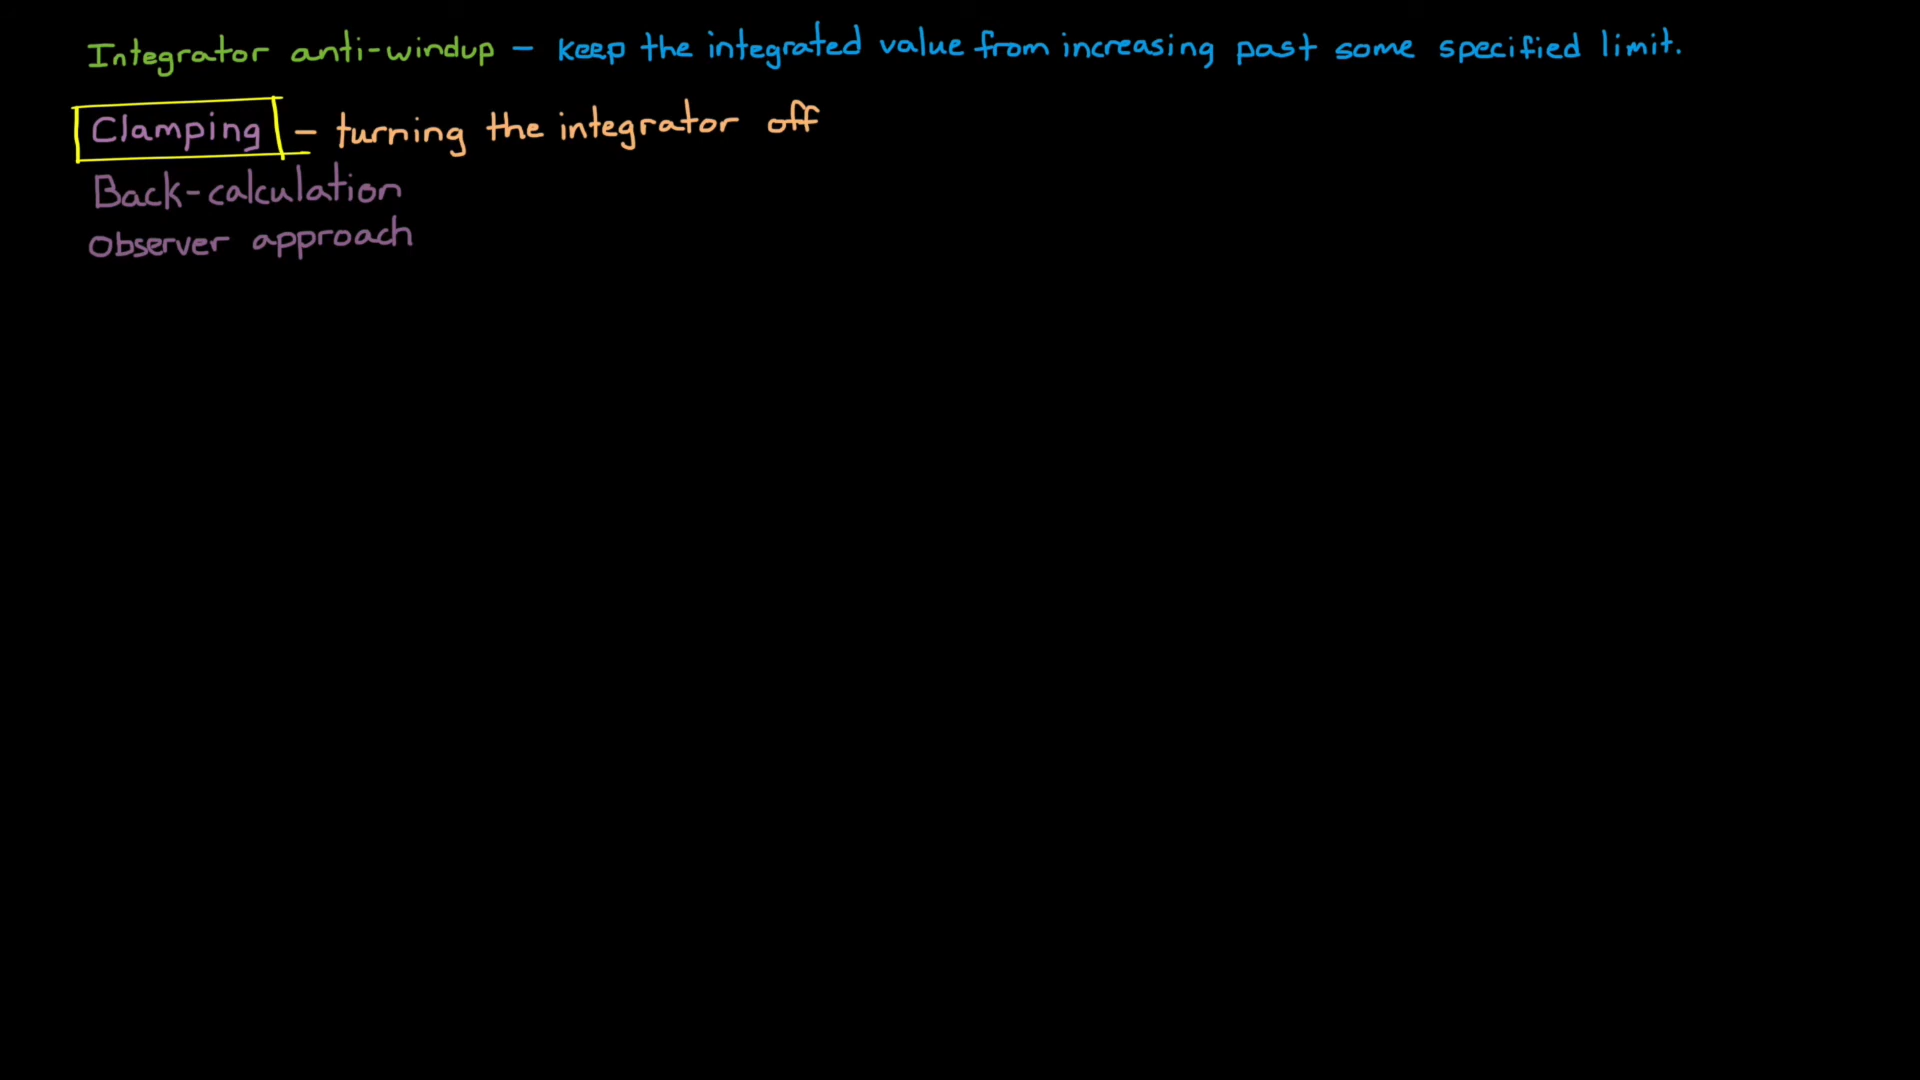 Integrator anti-windup - keep the integrated value from increasing past some specified limit.
Clamping - turning the integrator off
Back-calculation
Observer approach